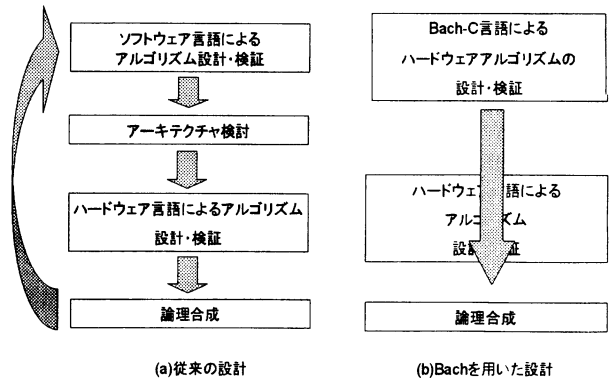 ソフトウェア言語による
アルゴリズム設計・検証
アーキテクチャ検討
ハードウェア言語によるアルゴリズム
設計・検証
論理合成
(a)従来の設計
Bach-C言語による
ハードウェアアルゴリズムの
設計・検証
ハードウェ 言語による
アルゴ ズム
設 証
論理合成
(b)Bachを用いた設計